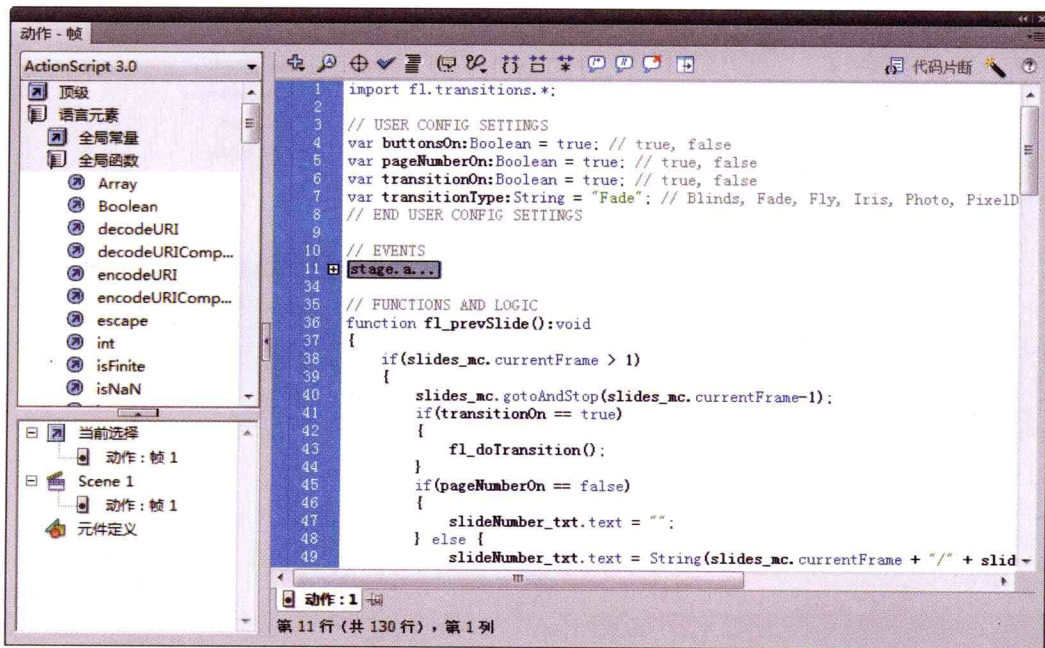 动作 - 帧
ActionScript 3.0
代码片断
顶级
语言元素
全局常量
全局函数
Array
Boolean
decodeURI
decodeURIComp...
encodeURI
encodeURIComp...
escape
int
isFinite
isNaN
当前选择
动作 : 帧 1
Scene 1
动作 : 帧 1
元件定义
1 import fl.transitions.*;
2
3 // USER CONFIG SETTINGS
4 var buttonsOn:Boolean = true; // true, false
5 var pageNumberOn:Boolean = true; // true, false
6 var transitionOn:Boolean = true; // true, false
7 var transitionType:String = "Fade"; // Blinds, Fade, Fly, Iris, Photo, PixelD
8 // END USER CONFIG SETTINGS
9
10 // EVENTS
11 stage.a...
34
35 // FUNCTIONS AND LOGIC
36 function fl_prevSlide():void
37 {
38 if(slides_mc.currentFrame > 1)
39 {
40 slides_mc.gotoAndStop(slides_mc.currentFrame-1);
41 if(transitionOn == true)
42 {
43 fl_doTransition();
44 }
45 if(pageNumberOn == false)
46 {
47 slideNumber_txt.text = "";
48 } else {
49 slideNumber_txt.text = String(slides_mc.currentFrame + "/" + slid
动作 : 1
第 11 行 (共 130 行) , 第 1 列